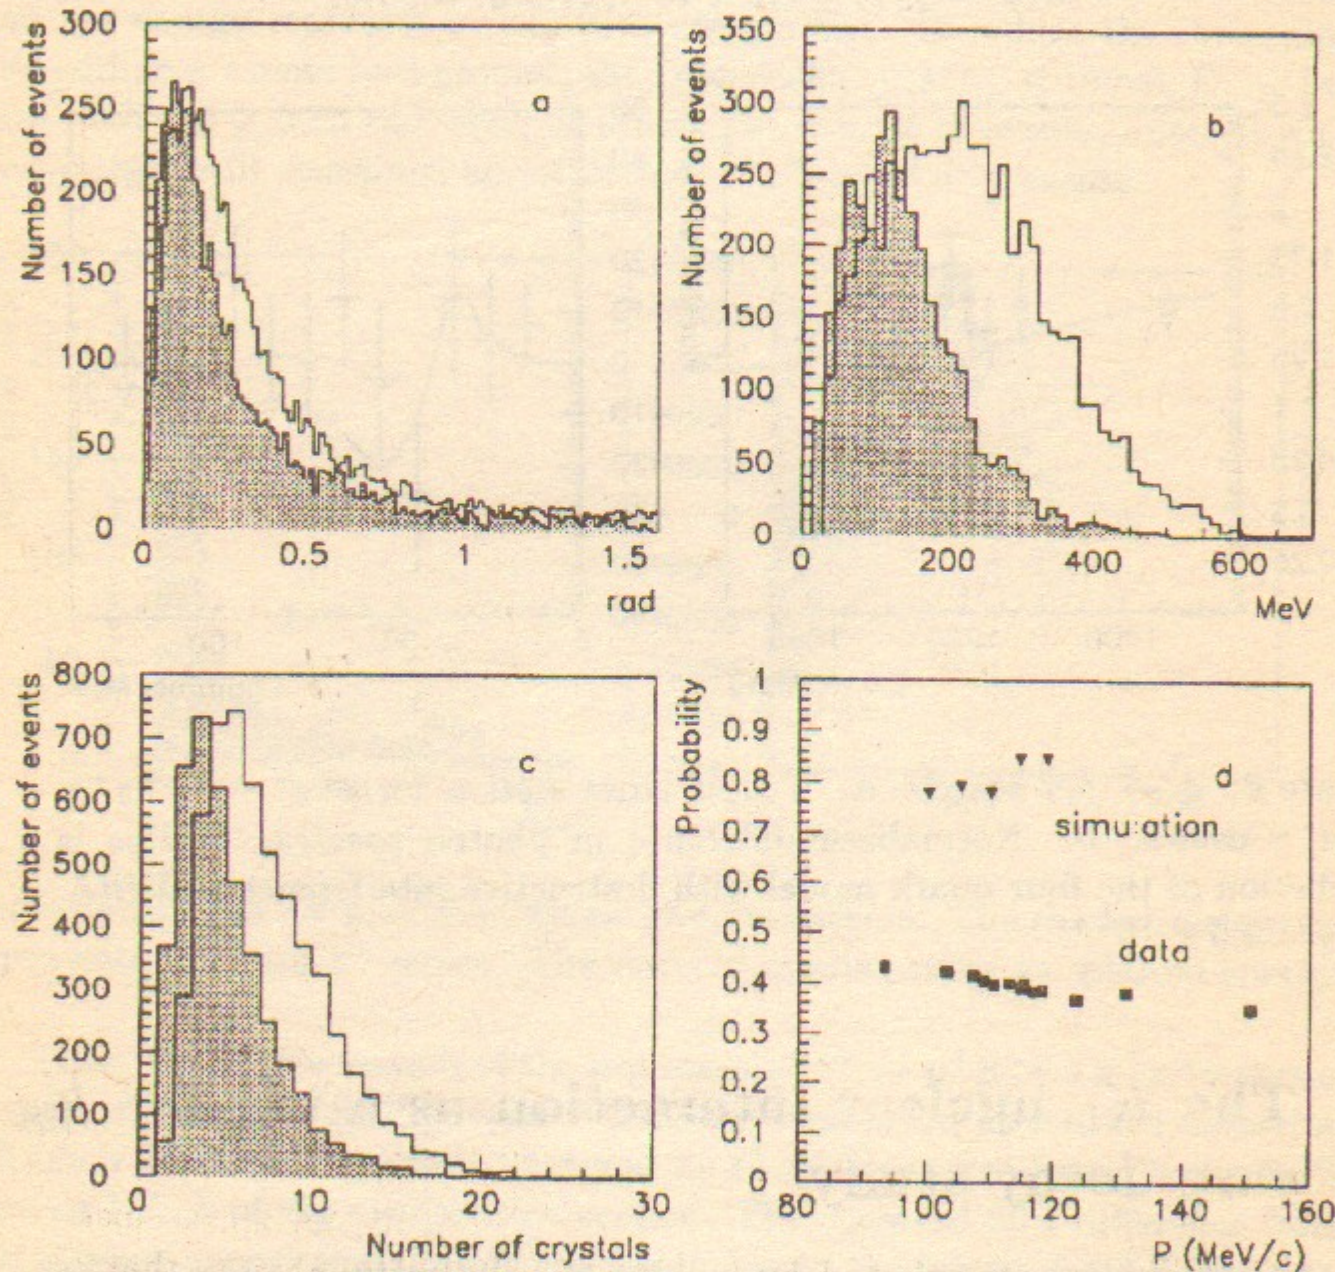 Number of events
300
250
200
150
100
50
0
a
0 0.5 1 1.5
rad
Number of events
350
300
250
200
150
100
50
0
b
0 200 400 600
MeV
Number of events
800
700
600
500
400
300
200
100
0
c
0 10 20 30
Number of crystals
Probability
1
0.9
0.8
0.7
0.6
0.5
0.4
0.3
0.2
0.1
0
d
simu:ation
data
80 100 120 140 160
P (MeV/c)